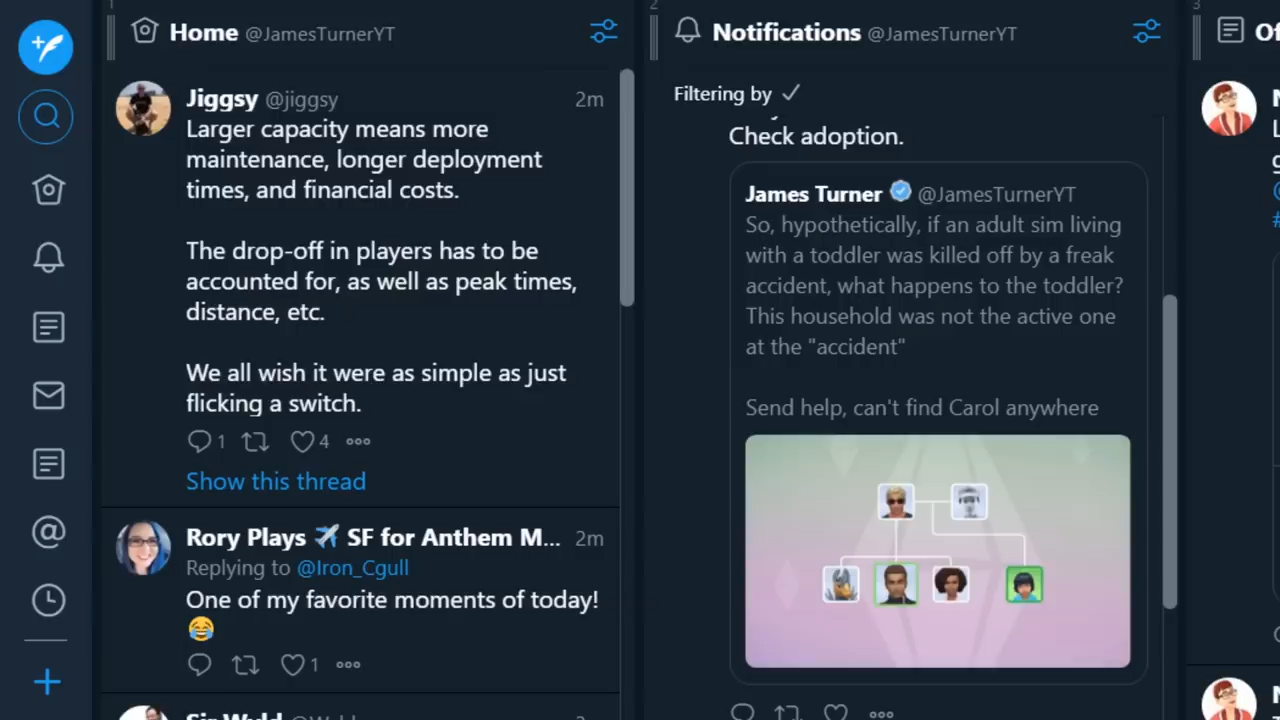 1
Home @JamesTurnerYT
Jiggsy @jiggsy 2m
Larger capacity means more
maintenance, longer deployment
times, and financial costs.
The drop-off in players has to be
accounted for, as well as peak times,
distance, etc.
We all wish it were as simple as just
flicking a switch.
1 4
Show this thread
Rory Plays ✈️ SF for Anthem M... 2m
Replying to @Iron_Cgull
One of my favorite moments of today!
😂
1
2
Notifications @JamesTurnerYT
Filtering by ✓
Check adoption.
James Turner @JamesTurnerYT
So, hypothetically, if an adult sim living
with a toddler was killed off by a freak
accident, what happens to the toddler?
This household was not the active one
at the "accident"
Send help, can't find Carol anywhere
3